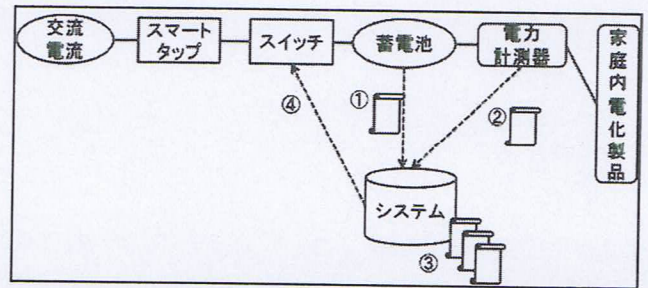 交流
電流
スマート
タップ
スイッチ
蓄電池
電力
計測器
家庭内電化製品
①
②
④
システム
③